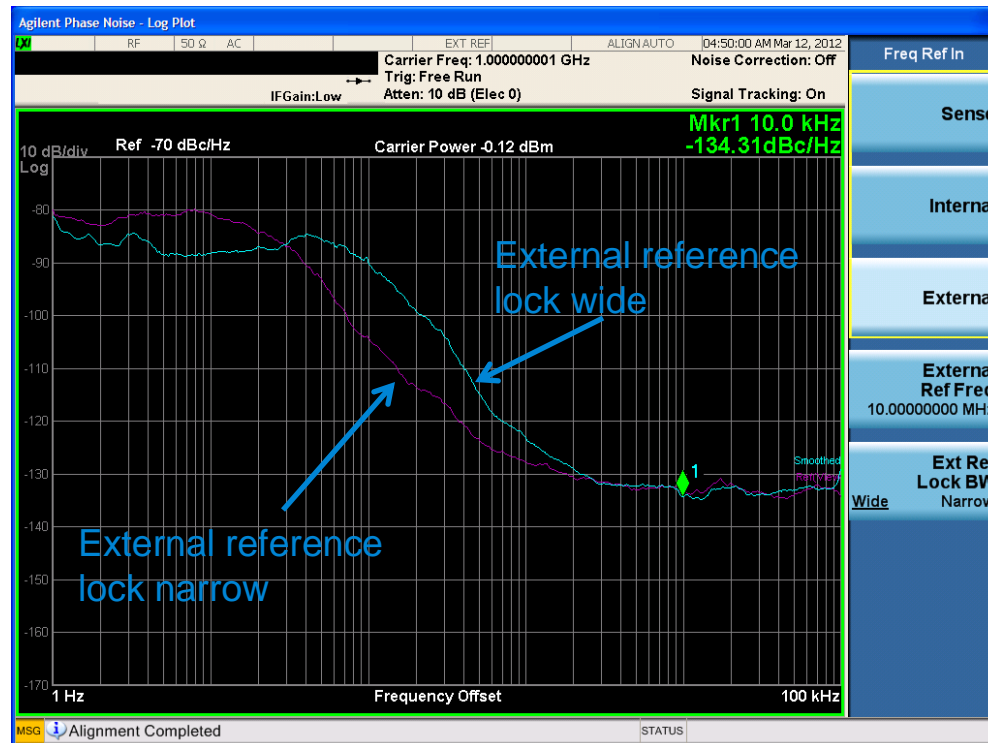 Agilent Phase Noise - Log Plot
LXI RF 50 Ω AC EXT REF ALIGN AUTO 04:50:00 AM Mar 12, 2012
Carrier Freq: 1.000000001 GHz Noise Correction: Off
Trig: Free Run
IFGain:Low Atten: 10 dB (Elec 0) Signal Tracking: On
Mkr1 10.0 kHz
-134.31dBc/Hz
10 dB/div Ref -70 dBc/Hz Carrier Power -0.12 dBm
Log
-80
-90
-100
-110
-120
-130
-140
-150
-160
-170
External reference
lock wide
External reference
lock narrow
1
Smoothed
1 Hz Frequency Offset 100 kHz
MSG Alignment Completed STATUS
Freq Ref In
Sense
Interna
Externa
Externa
Ref Freq
10.00000000 MHz
Ext Re
Lock BW
Wide Narrow